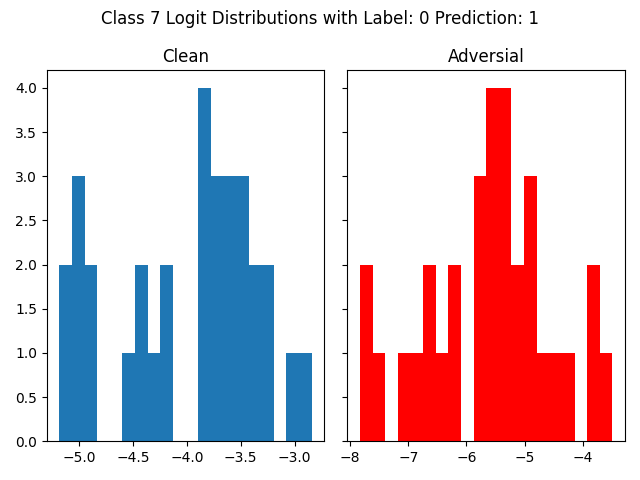 Class 7 Logit Distributions with Label: 0 Prediction: 1
Clean
Adversial
4.0
3.5
3.0
2.5
2.0
1.5
1.0
0.5
0.0
−5.0 −4.5 −4.0 −3.5 −3.0
−8 −7 −6 −5 −4